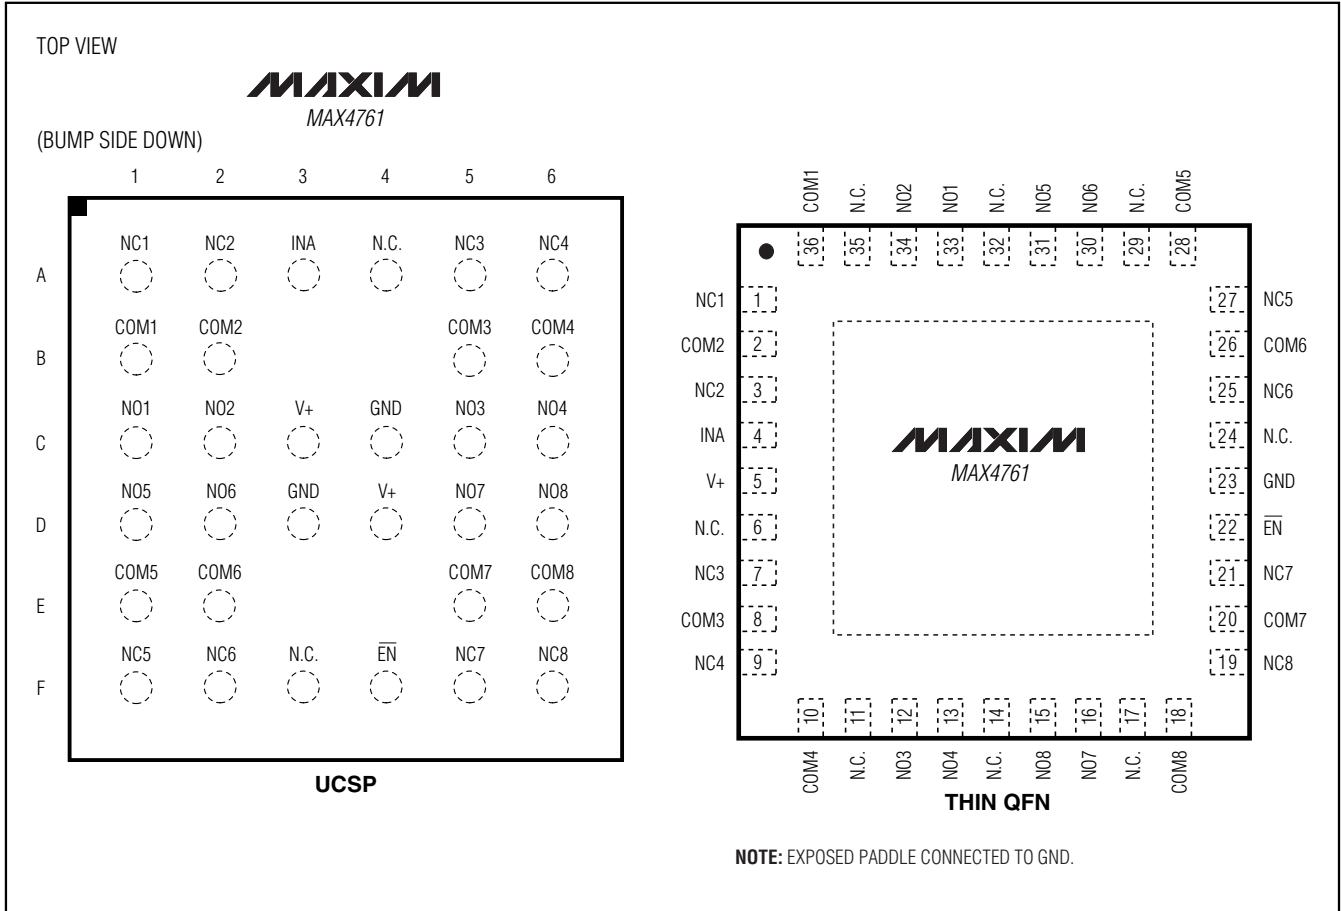 TOP VIEW
MAXIM
MAX4761
(BUMP SIDE DOWN)
1 2 3 4 5 6
NC1 NC2 INA N.C. NC3 NC4
A
COM1 COM2 COM3 COM4
B
NO1 NO2 V+ GND NO3 NO4
C
NO5 NO6 GND V+ NO7 NO8
D
COM5 COM6 COM7 COM8
E
NC5 NC6 N.C. E̅N̅ NC7 NC8
F
UCSP
COM1 N.C. NO2 NO1 N.C. NO5 NO6 N.C. COM5
36 35 34 33 32 31 30 29 28
NC1 1 27 NC5
COM2 2 26 COM6
NC2 3 25 NC6
INA 4 24 N.C.
V+ 5 23 GND
N.C. 6 22 E̅N̅
NC3 7 21 NC7
COM3 8 20 COM7
NC4 9 19 NC8
MAXIM
MAX4761
10 11 12 13 14 15 16 17 18
COM4 N.C. NO3 NO4 N.C. NO8 NO7 N.C. COM8
THIN QFN
NOTE: EXPOSED PADDLE CONNECTED TO GND.